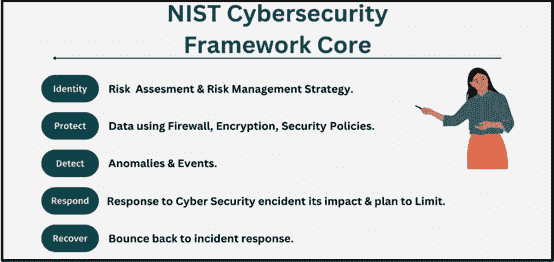 NIST Cybersecurity
Framework Core
Identity Risk Assesment & Risk Management Strategy.
Protect Data using Firewall, Encryption, Security Policies.
Detect Anomalies & Events.
Respond Response to Cyber Security encident its impact & plan to Limit.
Recover Bounce back to incident response.